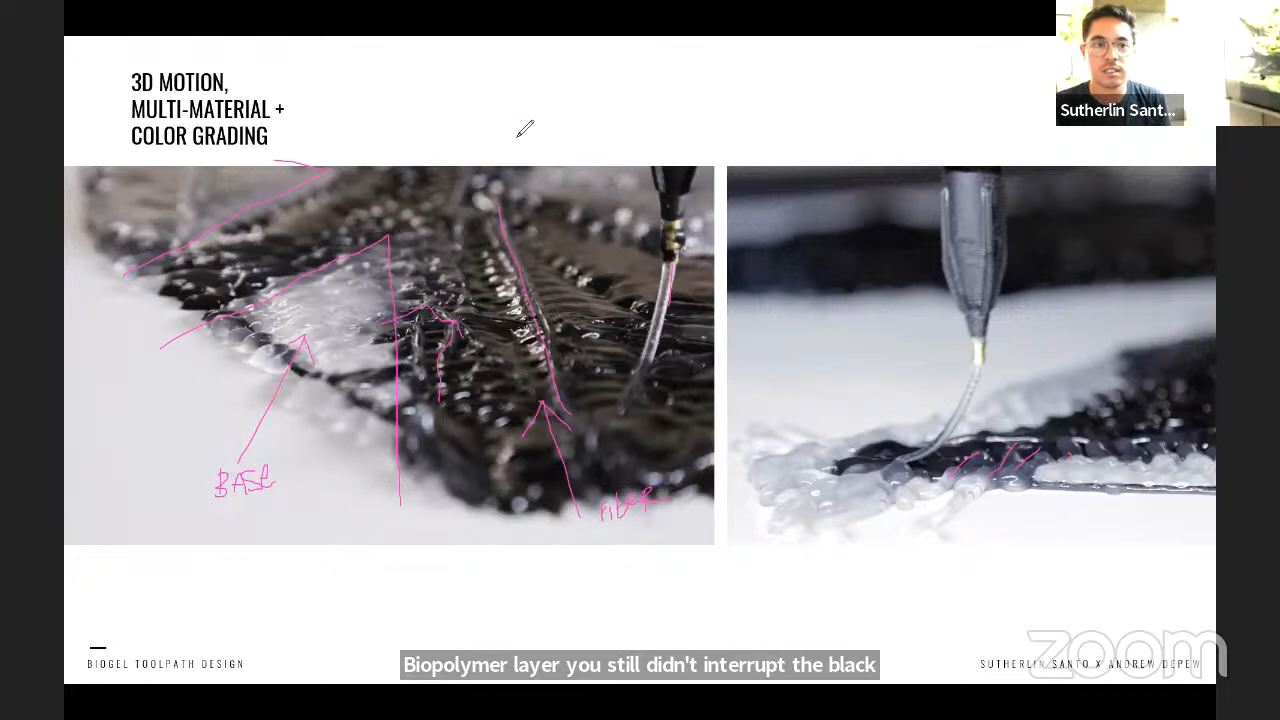 3D MOTION,
MULTI-MATERIAL +
COLOR GRADING
Sutherlin Sant...
BASE
FIBER
BIOGEL TOOLPATH DESIGN
Biopolymer layer you still didn't interrupt the black
SUTHERLIN SANTO X ANDREW DEPEW
zoom